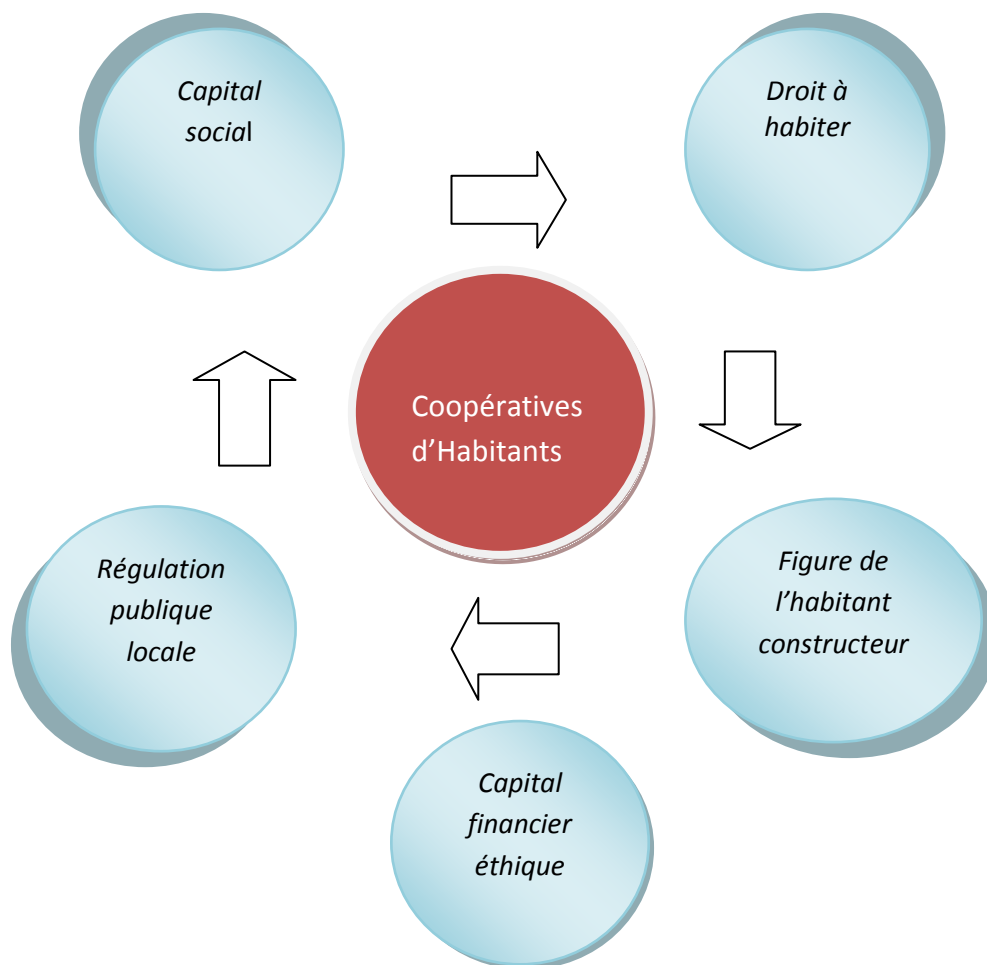 Capital
social
Droit à
habiter
Coopératives
d’Habitants
Régulation
publique
locale
Figure de
l’habitant
constructeur
Capital
financier
éthique